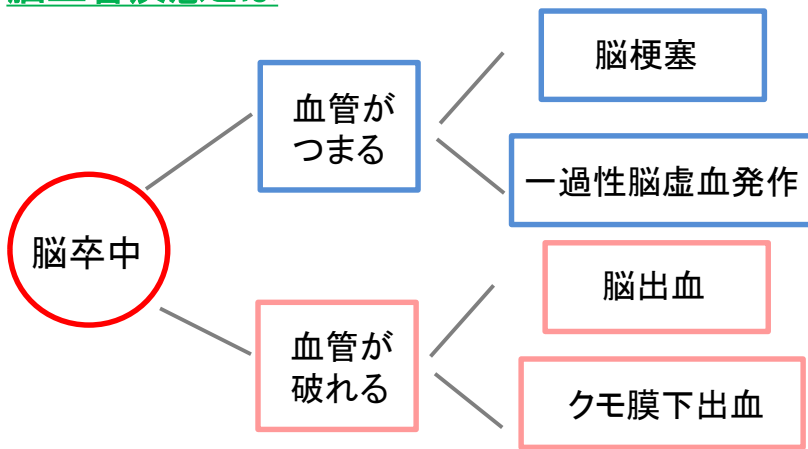 脳卒中
血管が
つまる
脳梗塞
一過性脳虚血発作
血管が
破れる
脳出血
クモ膜下出血